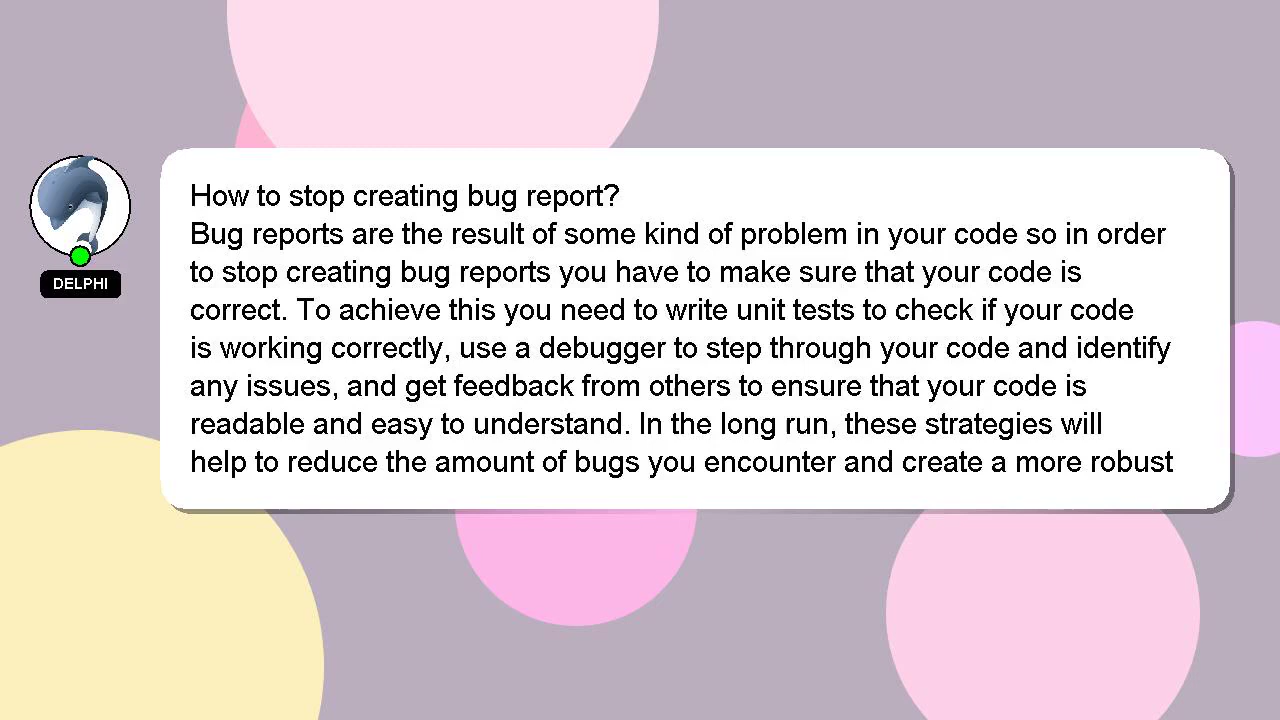 DELPHI
How to stop creating bug report?
Bug reports are the result of some kind of problem in your code so in order
to stop creating bug reports you have to make sure that your code is
correct. To achieve this you need to write unit tests to check if your code
is working correctly, use a debugger to step through your code and identify
any issues, and get feedback from others to ensure that your code is
readable and easy to understand. In the long run, these strategies will
help to reduce the amount of bugs you encounter and create a more robust